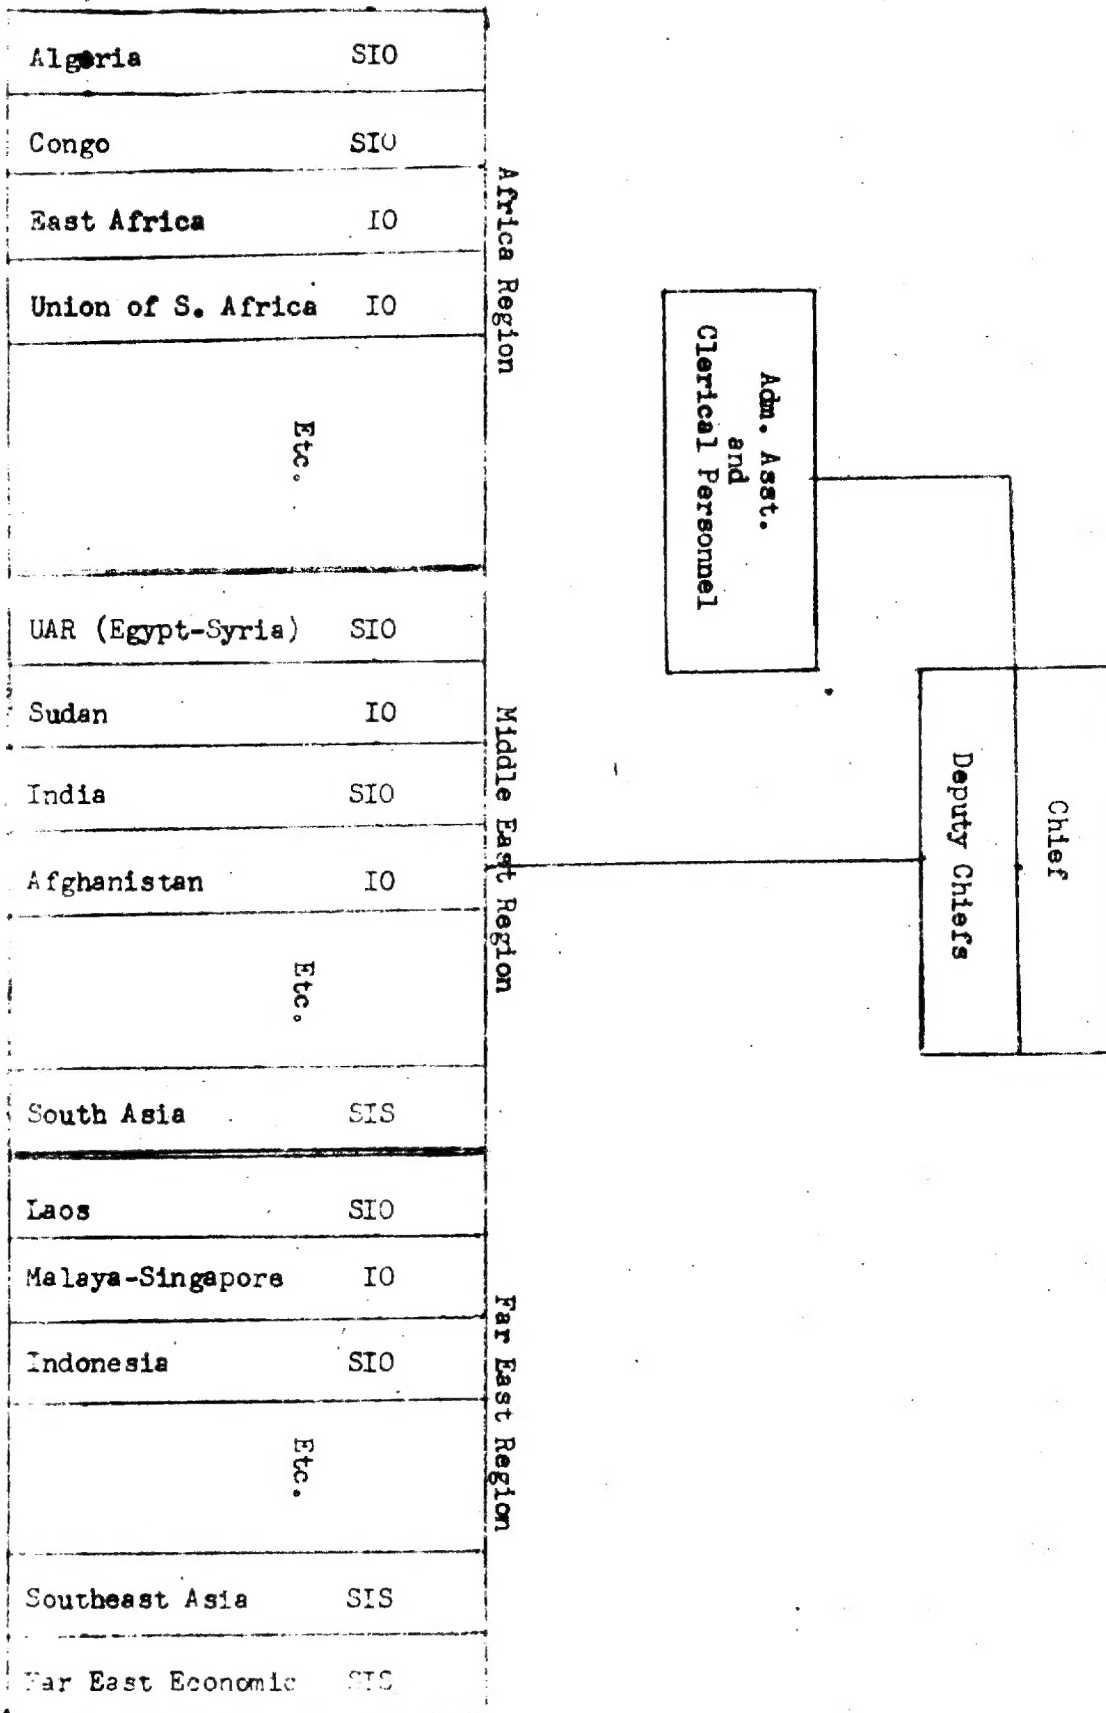 Chief
Deputy Chiefs
Adm. Asst.
and
Clerical Personnel
Africa Region
Algeria SIO
Congo SIO
East Africa IO
Union of S. Africa IO
Etc.
Middle East Region
UAR (Egypt-Syria) SIO
Sudan IO
India SIO
Afghanistan IO
Etc.
South Asia SIS
Far East Region
Laos SIO
Malaya-Singapore IO
Indonesia SIO
Etc.
Southeast Asia SIS
Far East Economic SIS